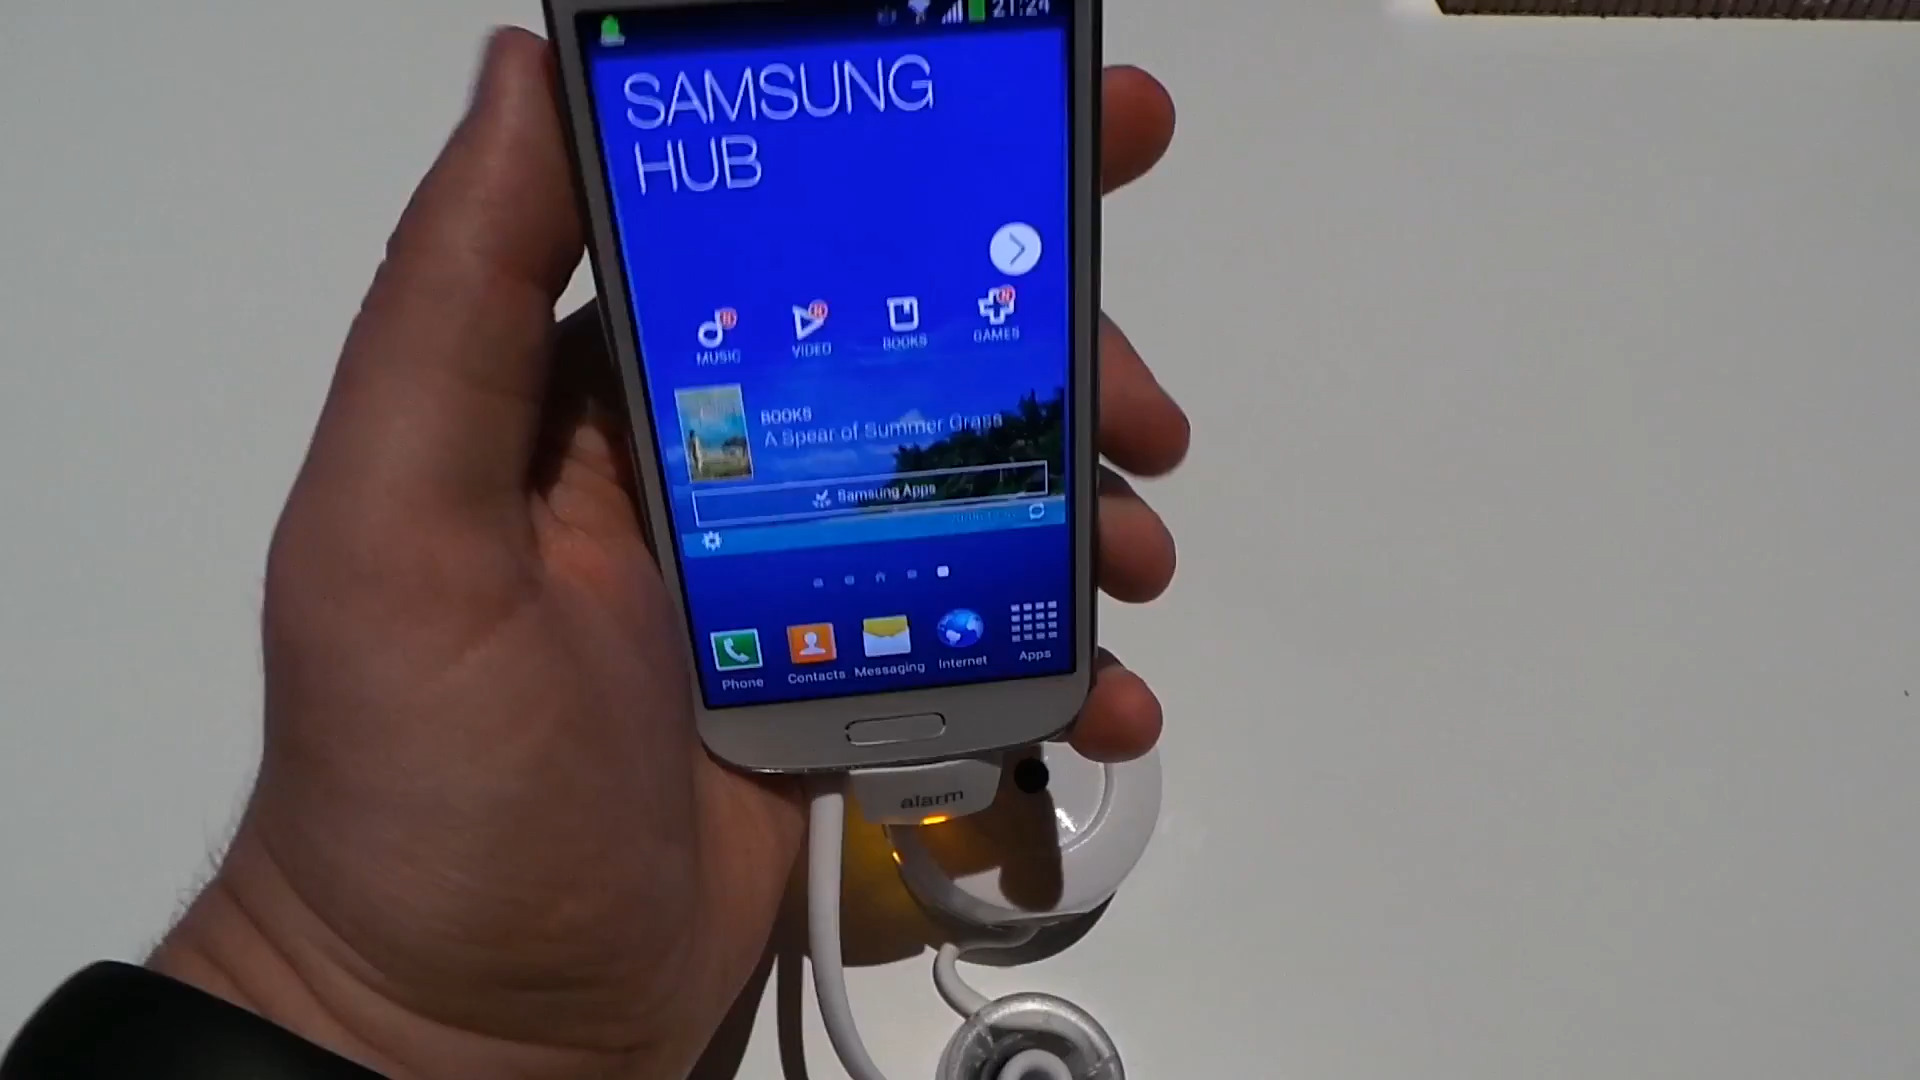 21:24
SAMSUNG
HUB
MUSIC
VIDEO
BOOKS
GAMES
BOOKS
A Spear of Summer Grass
Samsung Apps
Phone
Contacts
Messaging
Internet
Apps
alarm